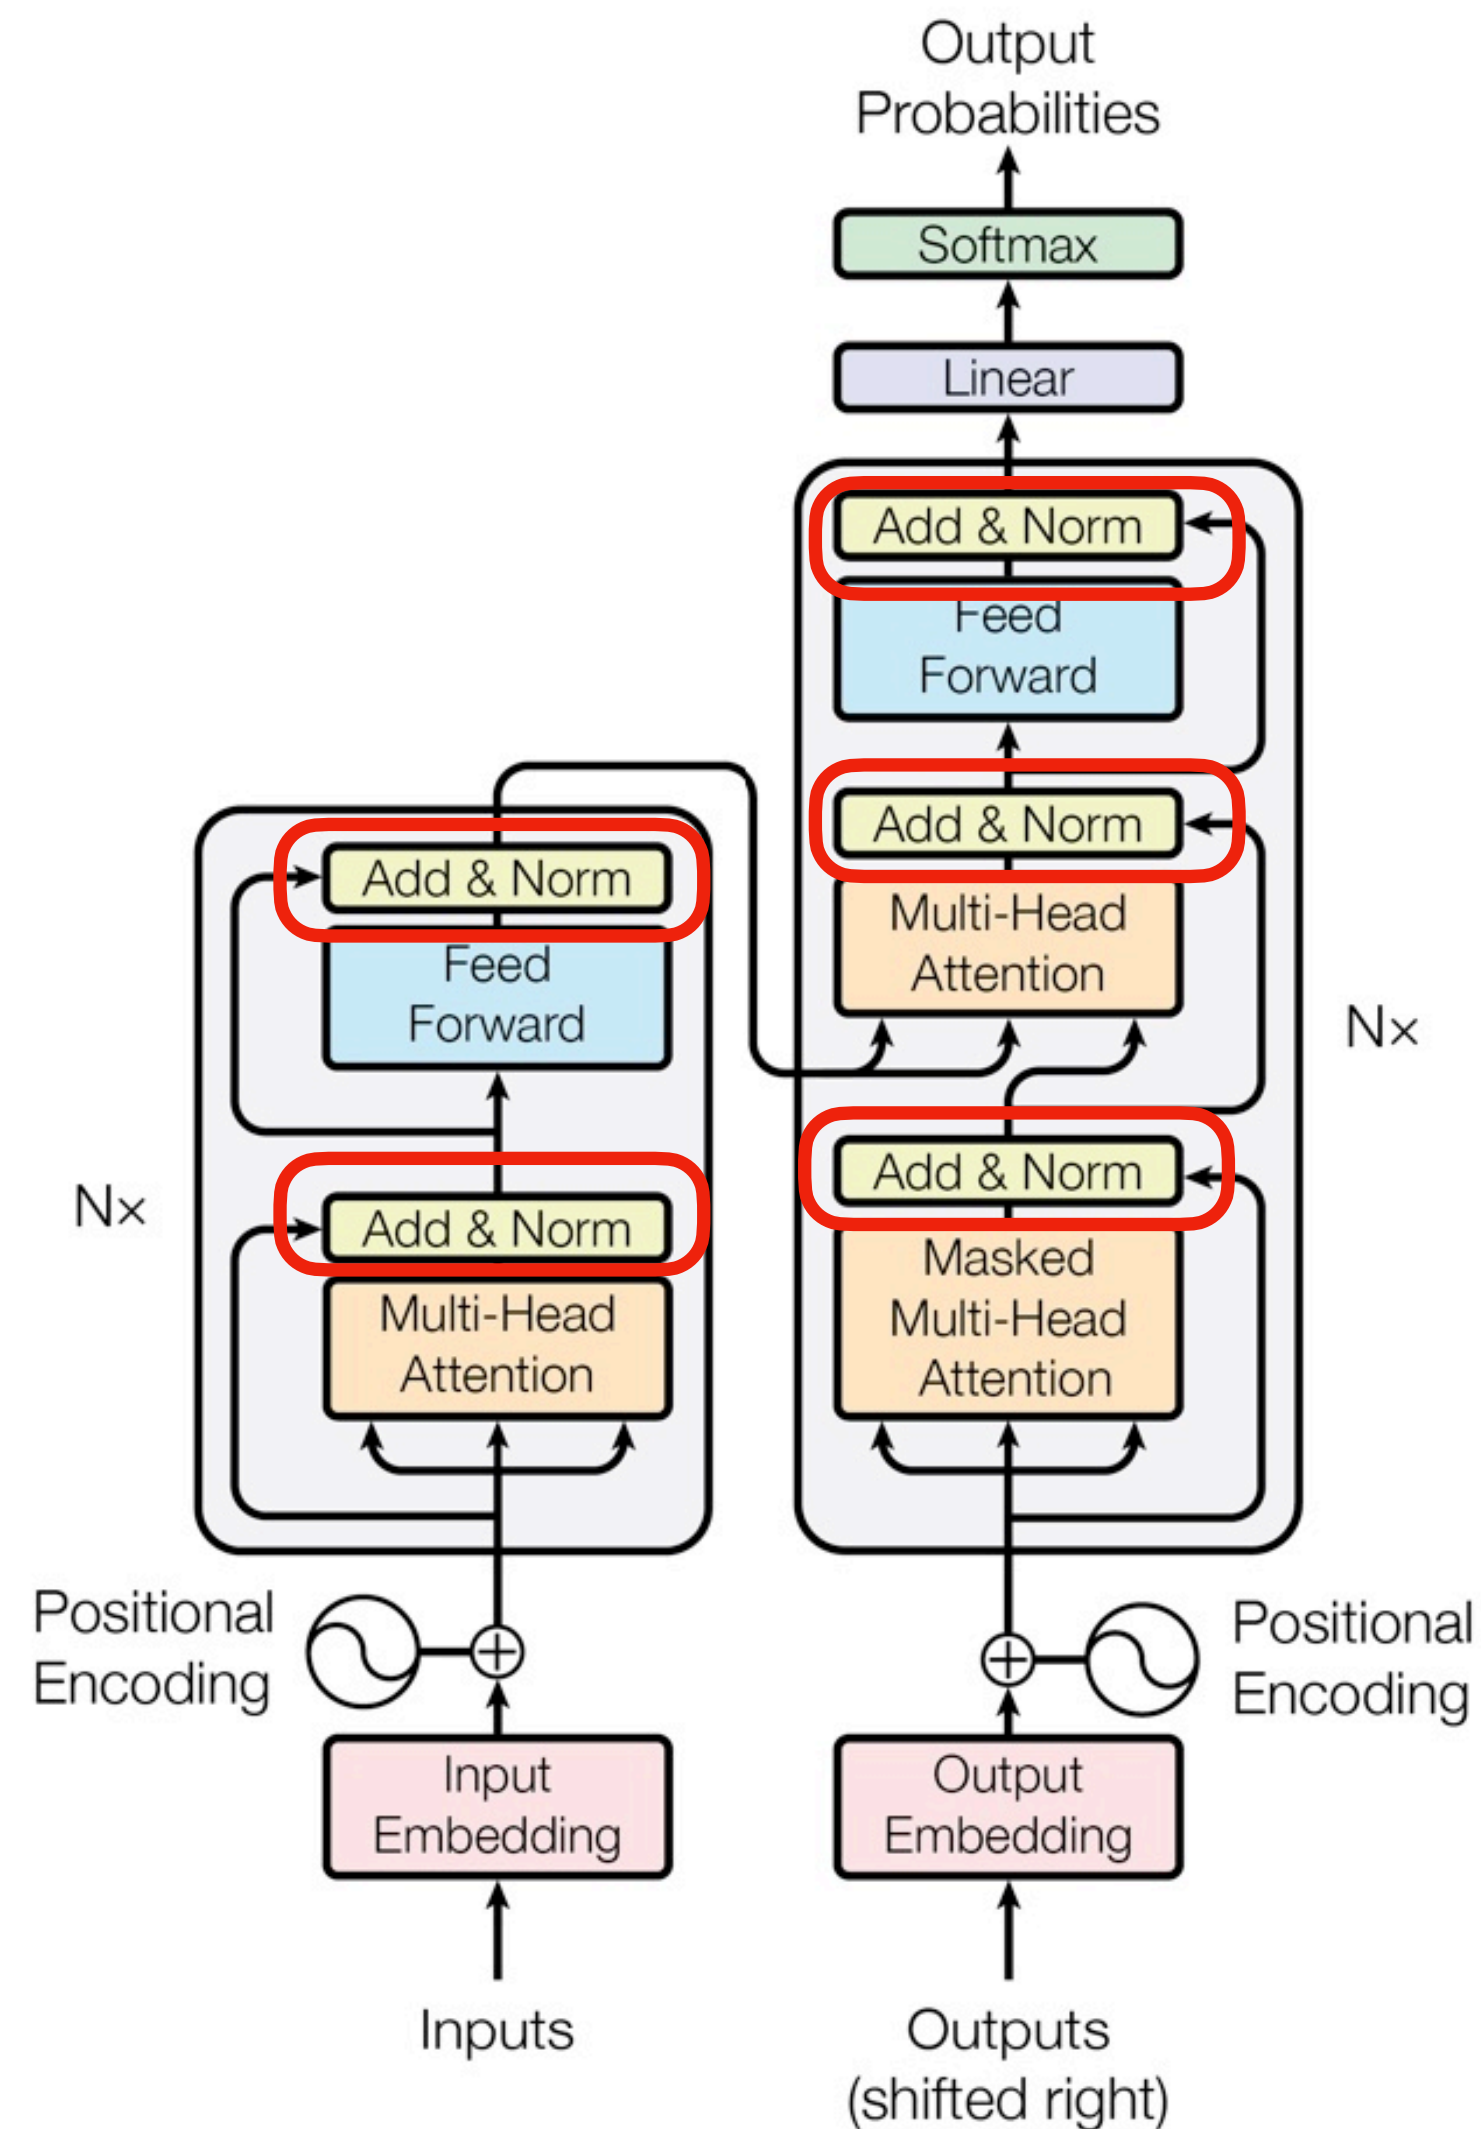 Output
Probabilities
Softmax
Linear
Add & Norm
Feed
Forward
Add & Norm
Multi-Head
Attention
Nx
Add & Norm
Masked
Multi-Head
Attention
Add & Norm
Feed
Forward
Nx
Add & Norm
Multi-Head
Attention
Positional
Encoding
Positional
Encoding
Input
Embedding
Output
Embedding
Inputs
Outputs
(shifted right)